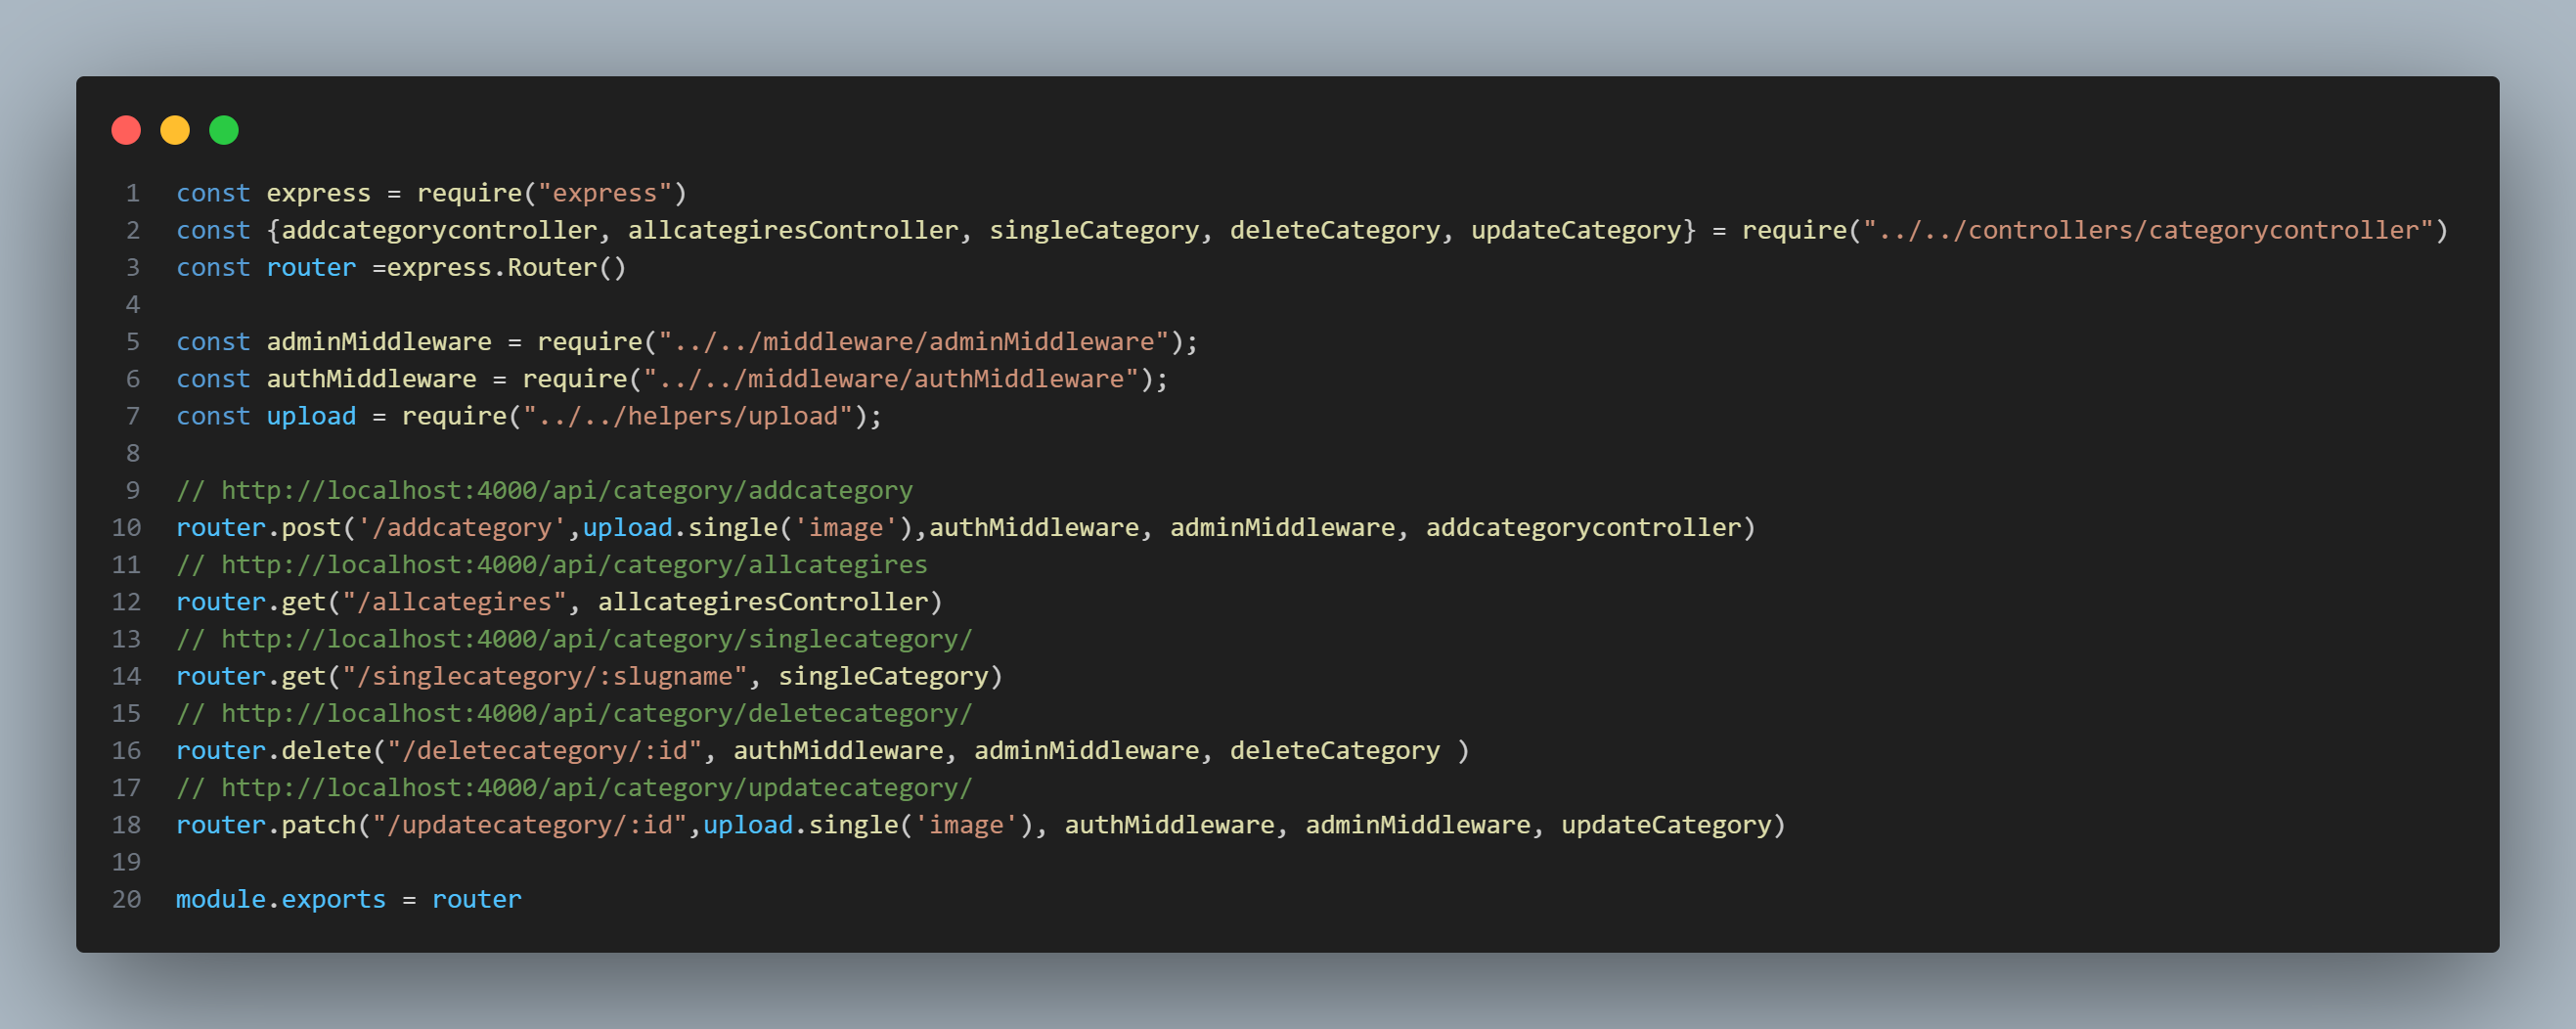 1 const express = require("express")
2 const {addcategorycontroller, allcategiresController, singleCategory, deleteCategory, updateCategory} = require("../../controllers/categorycontroller")
3 const router =express.Router()
4
5 const adminMiddleware = require("../../middleware/adminMiddleware");
6 const authMiddleware = require("../../middleware/authMiddleware");
7 const upload = require("../../helpers/upload");
8
9 // http://localhost:4000/api/category/addcategory
10 router.post('/addcategory',upload.single('image'),authMiddleware, adminMiddleware, addcategorycontroller)
11 // http://localhost:4000/api/category/allcategires
12 router.get("/allcategires", allcategiresController)
13 // http://localhost:4000/api/category/singlecategory/
14 router.get("/singlecategory/:slugname", singleCategory)
15 // http://localhost:4000/api/category/deletecategory/
16 router.delete("/deletecategory/:id", authMiddleware, adminMiddleware, deleteCategory )
17 // http://localhost:4000/api/category/updatecategory/
18 router.patch("/updatecategory/:id",upload.single('image'), authMiddleware, adminMiddleware, updateCategory)
19
20 module.exports = router